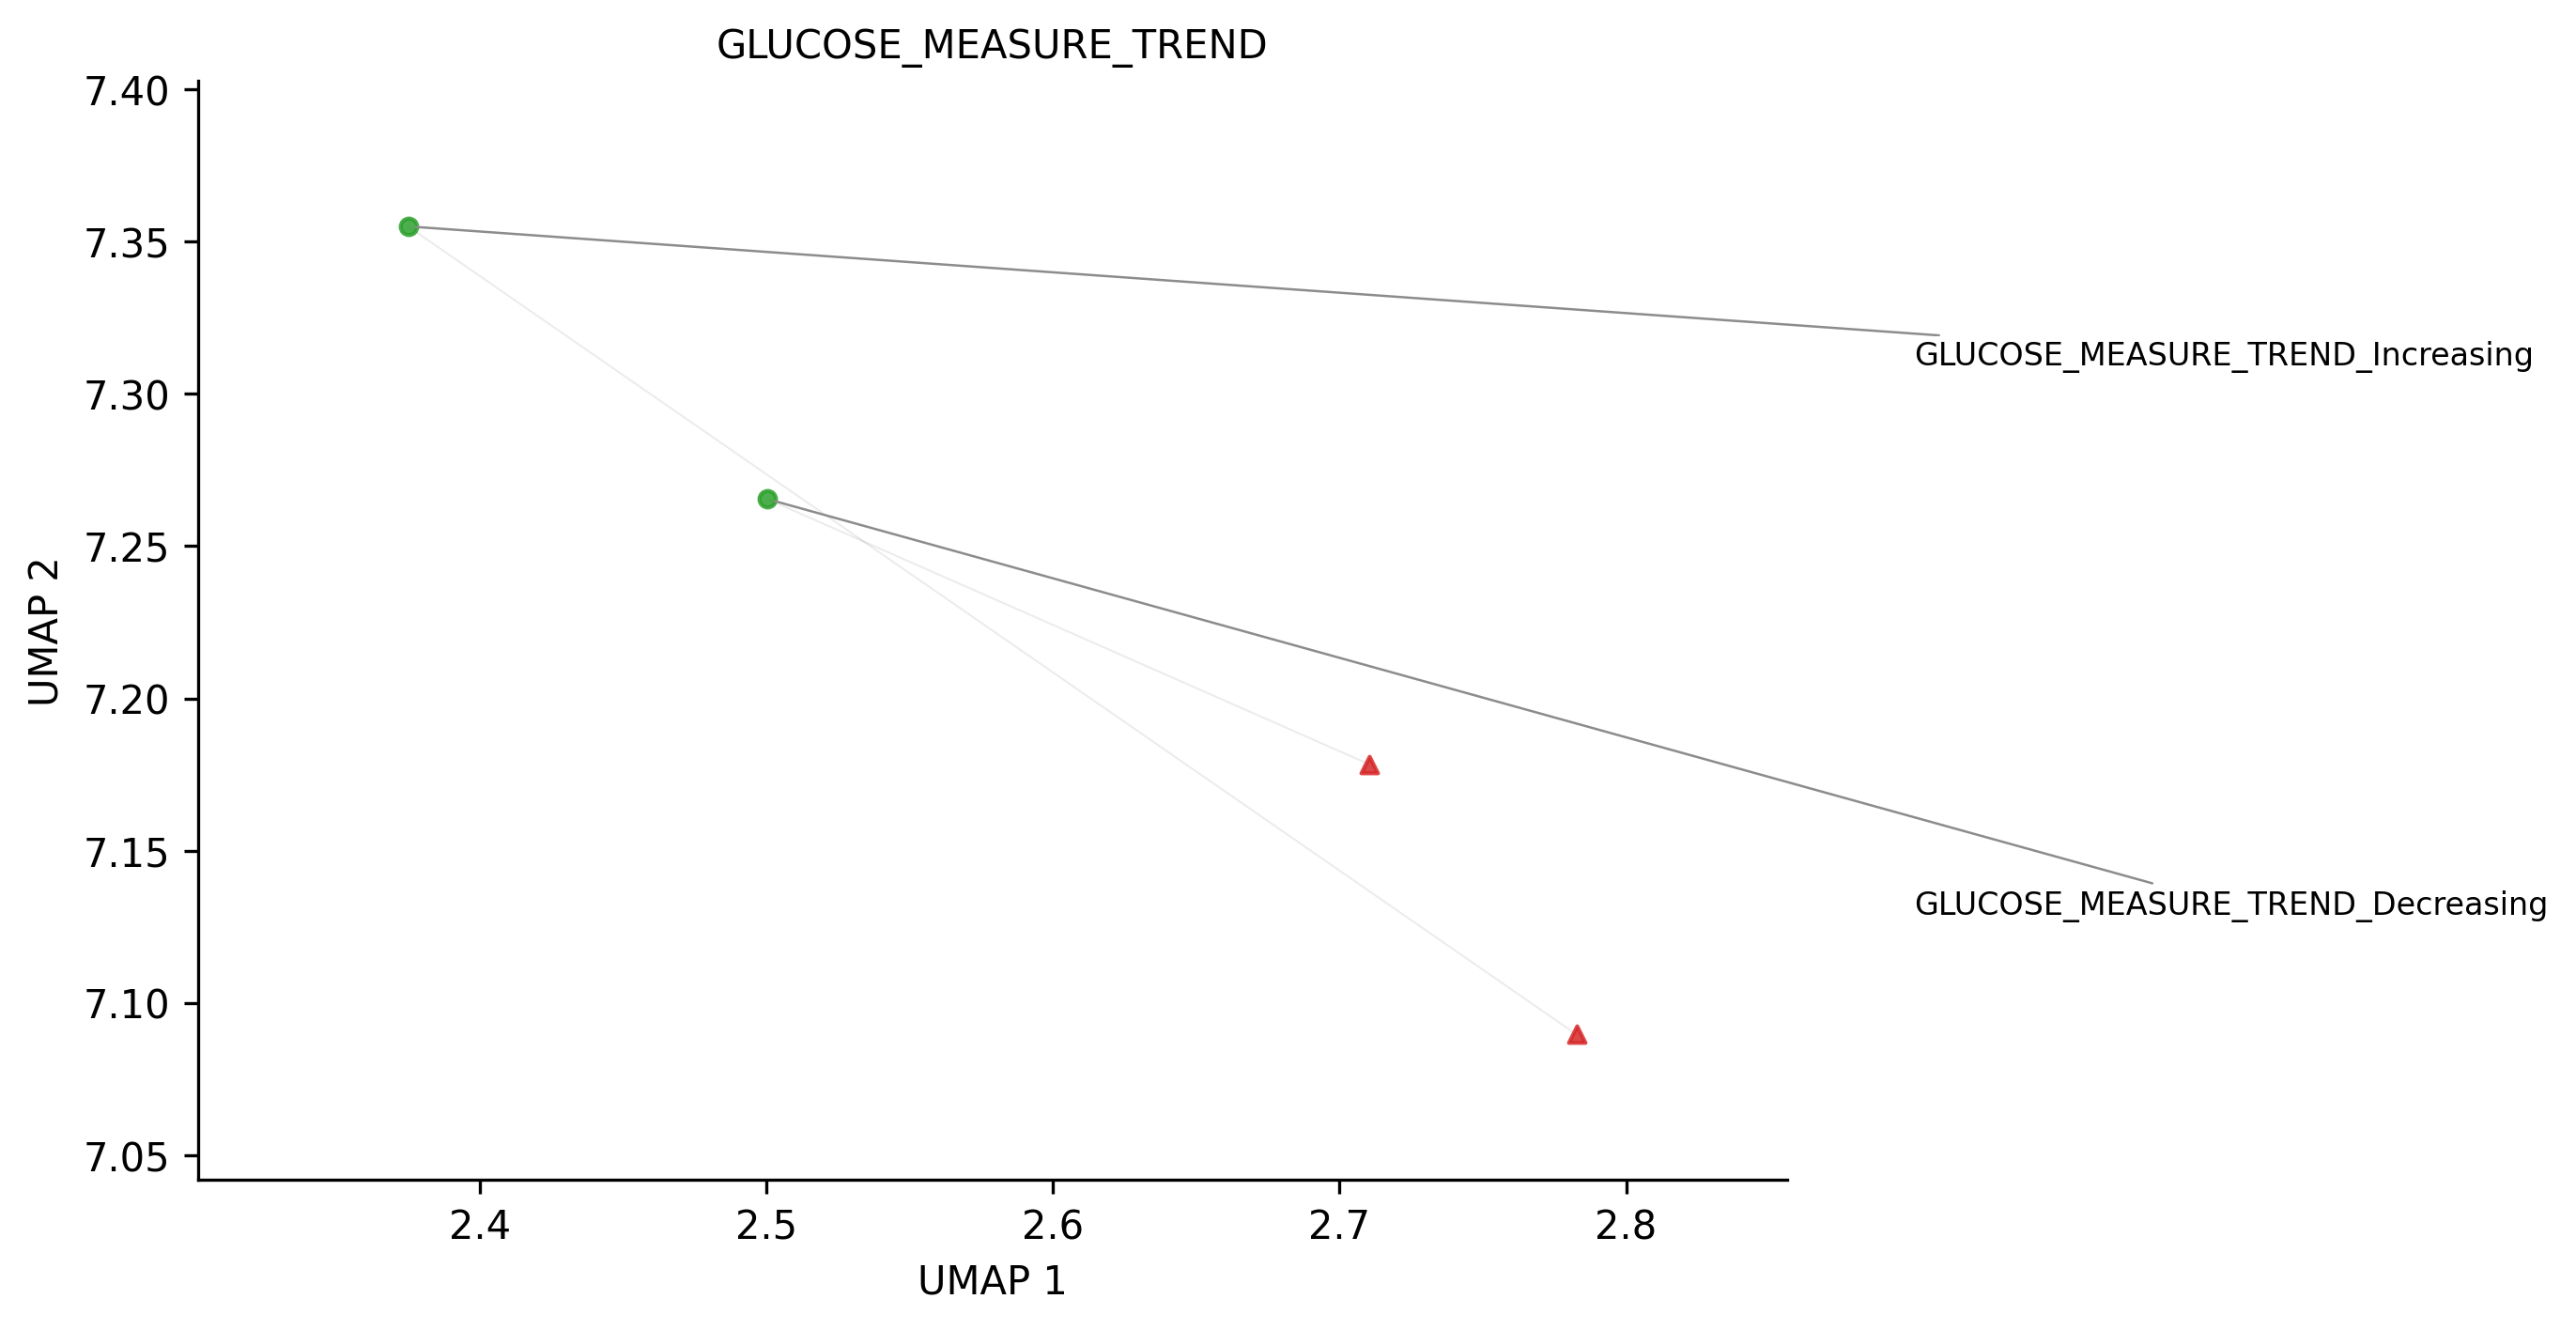 GLUCOSE_MEASURE_TREND
7.40
7.35
7.30
7.25
7.20
7.15
7.10
7.05
UMAP 2
GLUCOSE_MEASURE_TREND_Increasing
GLUCOSE_MEASURE_TREND_Decreasing
2.4 2.5 2.6 2.7 2.8
UMAP 1